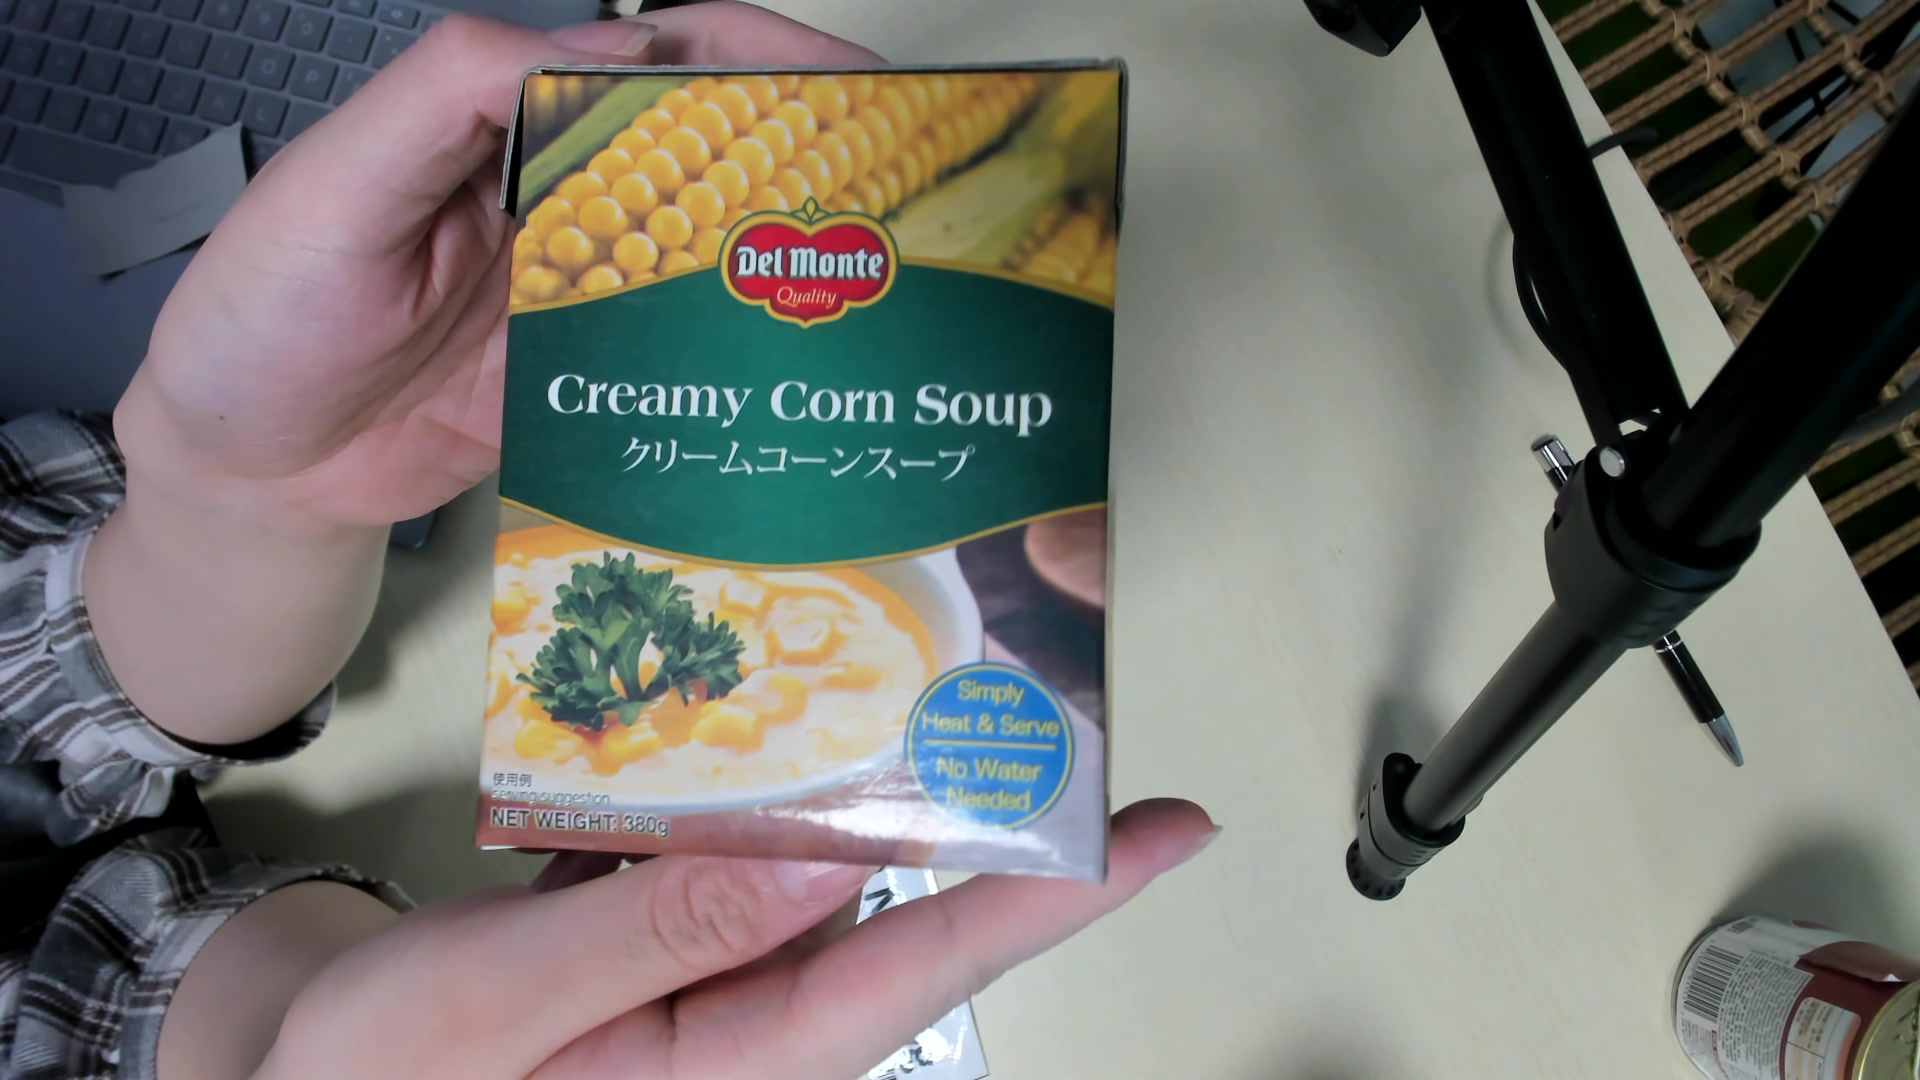 Del Monte
Quality
Creamy Corn Soup
クリームコーンスープ
Simply
Heat & Serve
No Water
Needed
使用例
serving suggestion
NET WEIGHT: 380g